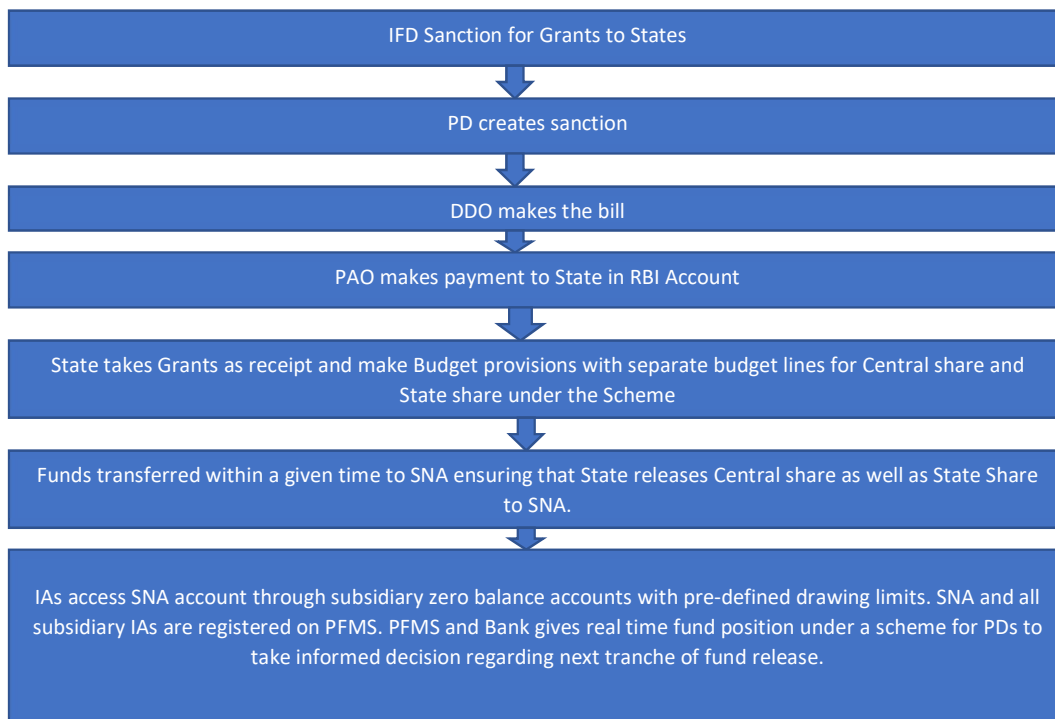 IFD Sanction for Grants to States
PD creates sanction
DDO makes the bill
PAO makes payment to State in RBI Account
State takes Grants as receipt and make Budget provisions with separate budget lines for Central share and
State share under the Scheme
Funds transferred within a given time to SNA ensuring that State releases Central share as well as State Share
to SNA.
IAs access SNA account through subsidiary zero balance accounts with pre-defined drawing limits. SNA and all
subsidiary IAs are registered on PFMS. PFMS and Bank gives real time fund position under a scheme for PDs to
take informed decision regarding next tranche of fund release.